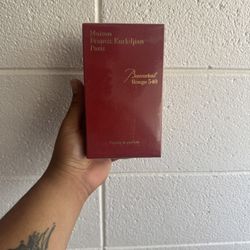 Maison
Francis Kurkdjian
Paris
Baccarat
Rouge 540